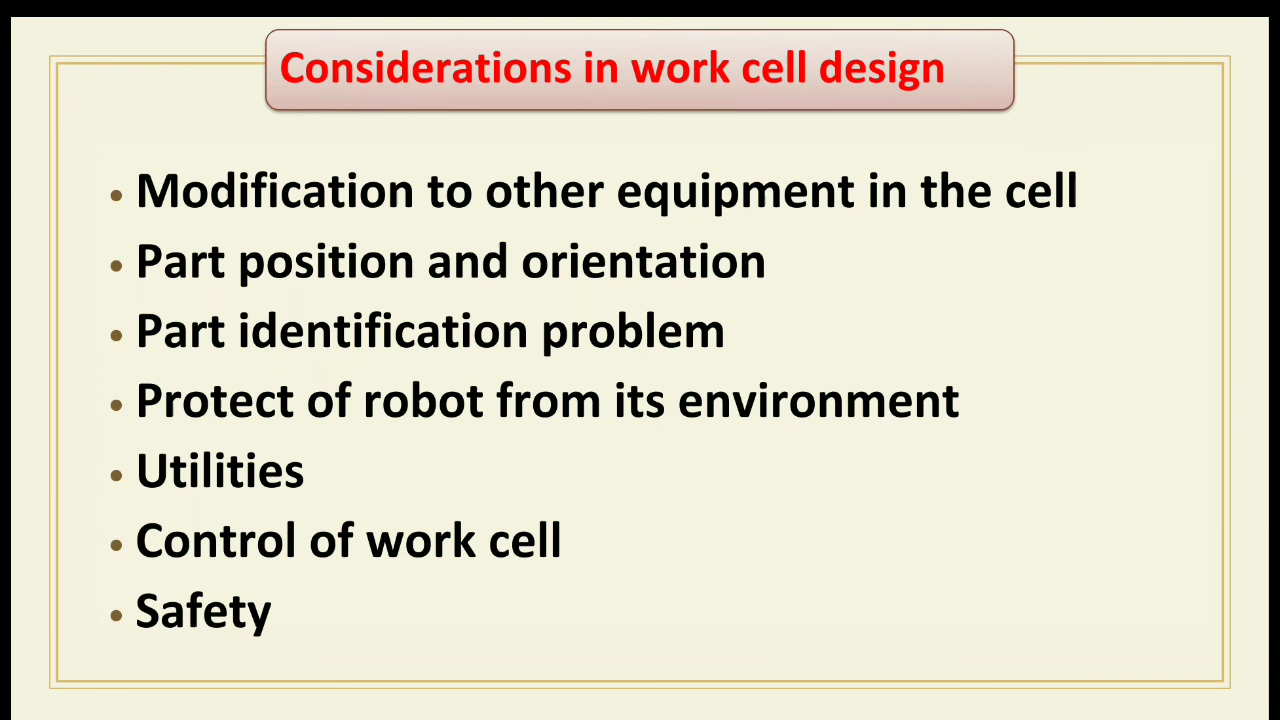 Considerations in work cell design
• Modification to other equipment in the cell
• Part position and orientation
• Part identification problem
• Protect of robot from its environment
• Utilities
• Control of work cell
• Safety